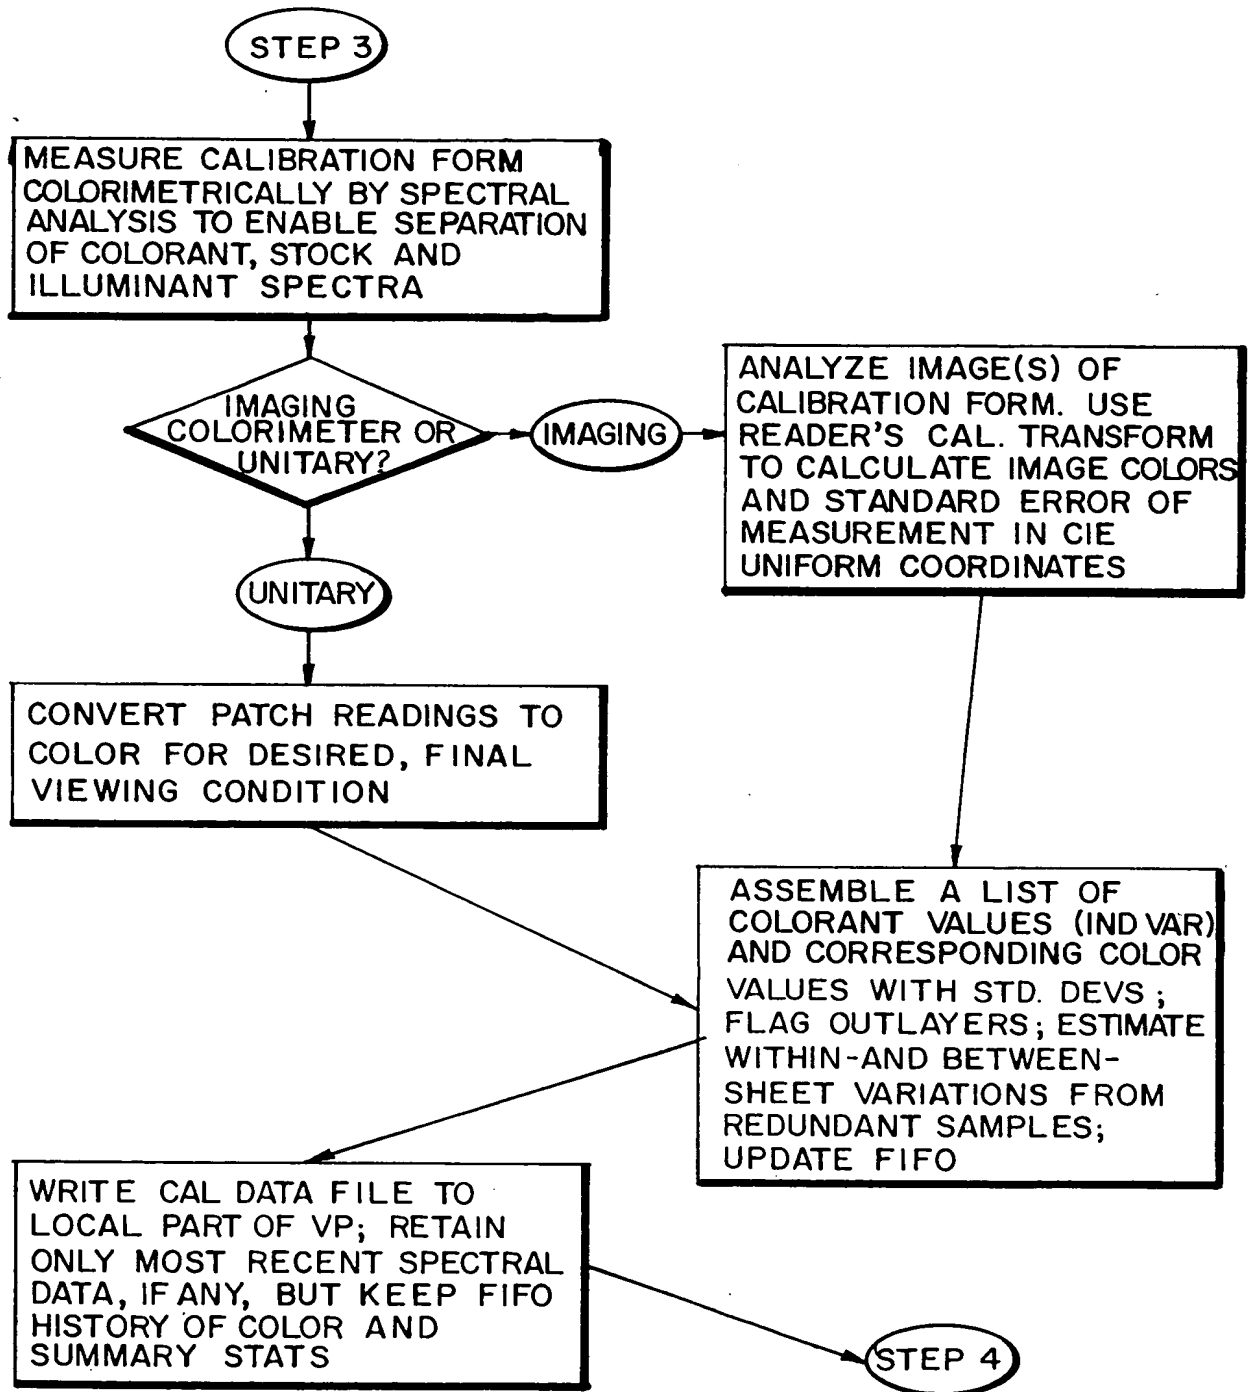 STEP 3
MEASURE CALIBRATION FORM
COLORIMETRICALLY BY SPECTRAL
ANALYSIS TO ENABLE SEPARATION
OF COLORANT, STOCK AND
ILLUMINANT SPECTRA
IMAGING
COLORIMETER OR
UNITARY?
IMAGING
ANALYZE IMAGE(S) OF
CALIBRATION FORM. USE
READER'S CAL. TRANSFORM
TO CALCULATE IMAGE COLORS
AND STANDARD ERROR OF
MEASUREMENT IN CIE
UNIFORM COORDINATES
UNITARY
CONVERT PATCH READINGS TO
COLOR FOR DESIRED, FINAL
VIEWING CONDITION
ASSEMBLE A LIST OF
COLORANT VALUES (IND VAR)
AND CORRESPONDING COLOR
VALUES WITH STD. DEVS;
FLAG OUTLAYERS; ESTIMATE
WITHIN-AND BETWEEN-
SHEET VARIATIONS FROM
REDUNDANT SAMPLES;
UPDATE FIFO
WRITE CAL DATA FILE TO
LOCAL PART OF VP; RETAIN
ONLY MOST RECENT SPECTRAL
DATA, IF ANY, BUT KEEP FIFO
HISTORY OF COLOR AND
SUMMARY STATS
STEP 4